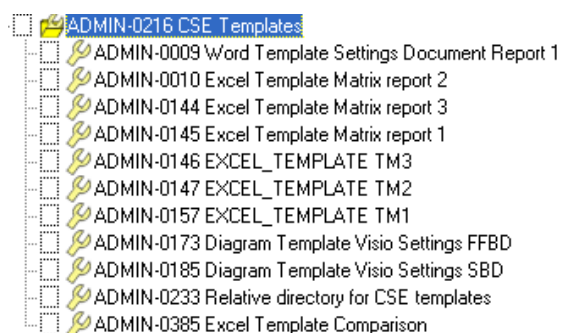 ADMIN-0216 CSE Templates
ADMIN-0009 Word Template Settings Document Report 1
ADMIN-0010 Excel Template Matrix report 2
ADMIN-0144 Excel Template Matrix report 3
ADMIN-0145 Excel Template Matrix report 1
ADMIN-0146 EXCEL_TEMPLATE TM3
ADMIN-0147 EXCEL_TEMPLATE TM2
ADMIN-0157 EXCEL_TEMPLATE TM1
ADMIN-0173 Diagram Template Visio Settings FFBD
ADMIN-0185 Diagram Template Visio Settings SBD
ADMIN-0233 Relative directory for CSE templates
ADMIN-0385 Excel Template Comparison